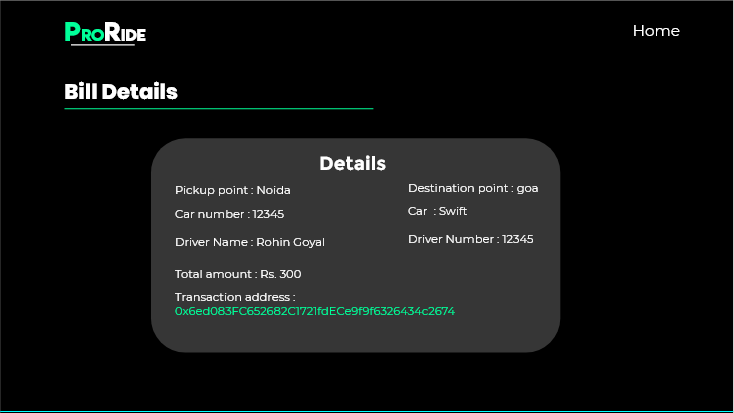 ProRide
Home
Bill Details
Details
Pickup point : Noida
Destination point : goa
Car number : 12345
Car : Swift
Driver Name : Rohin Goyal
Driver Number : 12345
Total amount : Rs. 300
Transaction address :
0x6ed083FC652682C1721fdECe9f9f6326434c2674